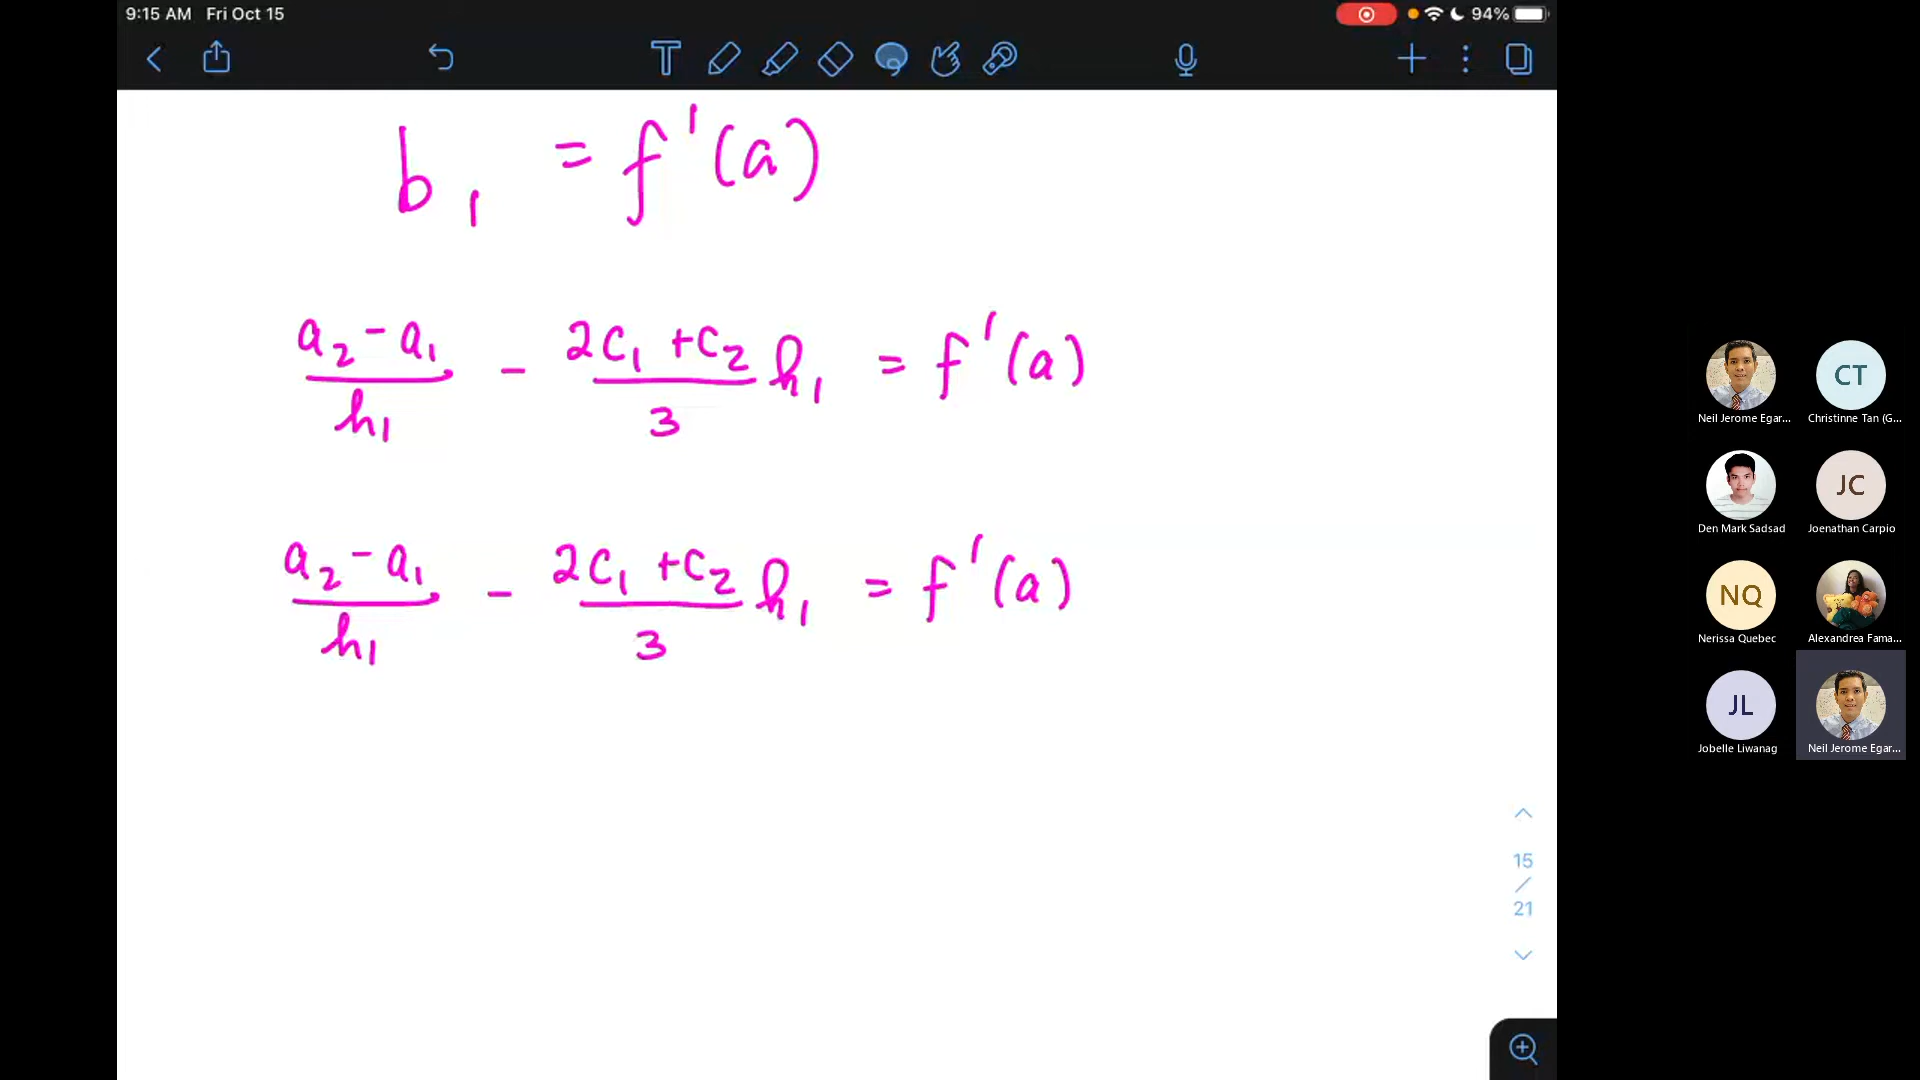 9:15 AM Fri Oct 15
94%
T
b₁ = f'(a)
(a₂ - a₁)/h₁ - (2c₁ + c₂)/3 h₁ = f'(a)
(a₂ - a₁)/h₁ - (2c₁ + c₂)/3 h₁ = f'(a)
15
/
21
Neil Jerome Egar...
CT
Christinne Tan (G...
Den Mark Sadsad
JC
Joenathan Carpio
NQ
Nerissa Quebec
Alexandrea Fama...
JL
Jobelle Liwanag
Neil Jerome Egar...